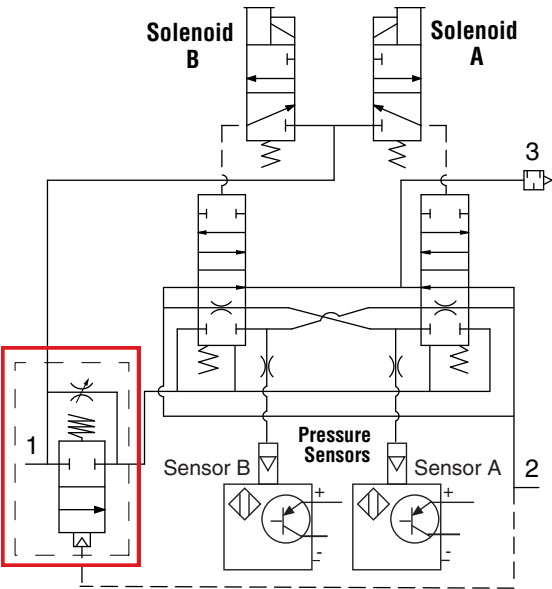 Solenoid
B
Solenoid
A
3
1
Pressure
Sensors
Sensor B
Sensor A
2
+
-
+
-